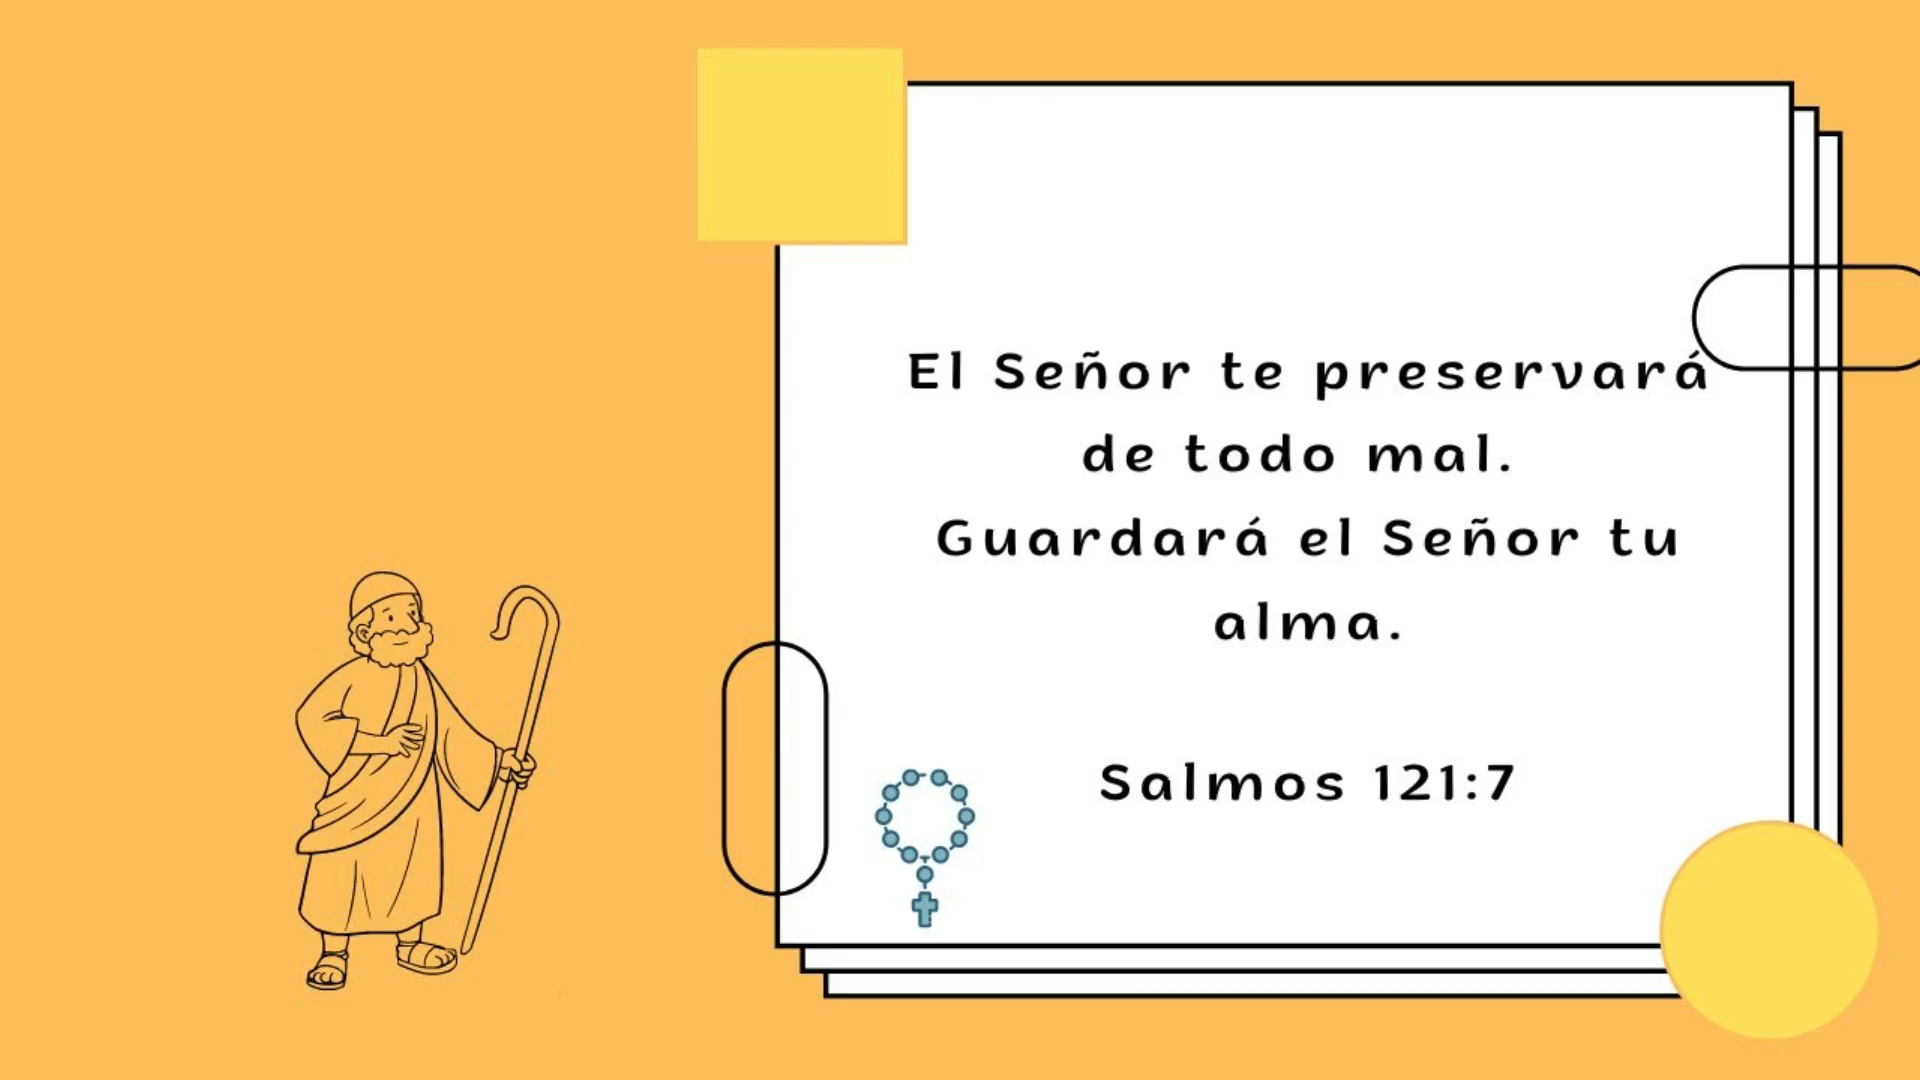 El Señor te preservará
de todo mal.
Guardará el Señor tu
alma.
Salmos 121:7